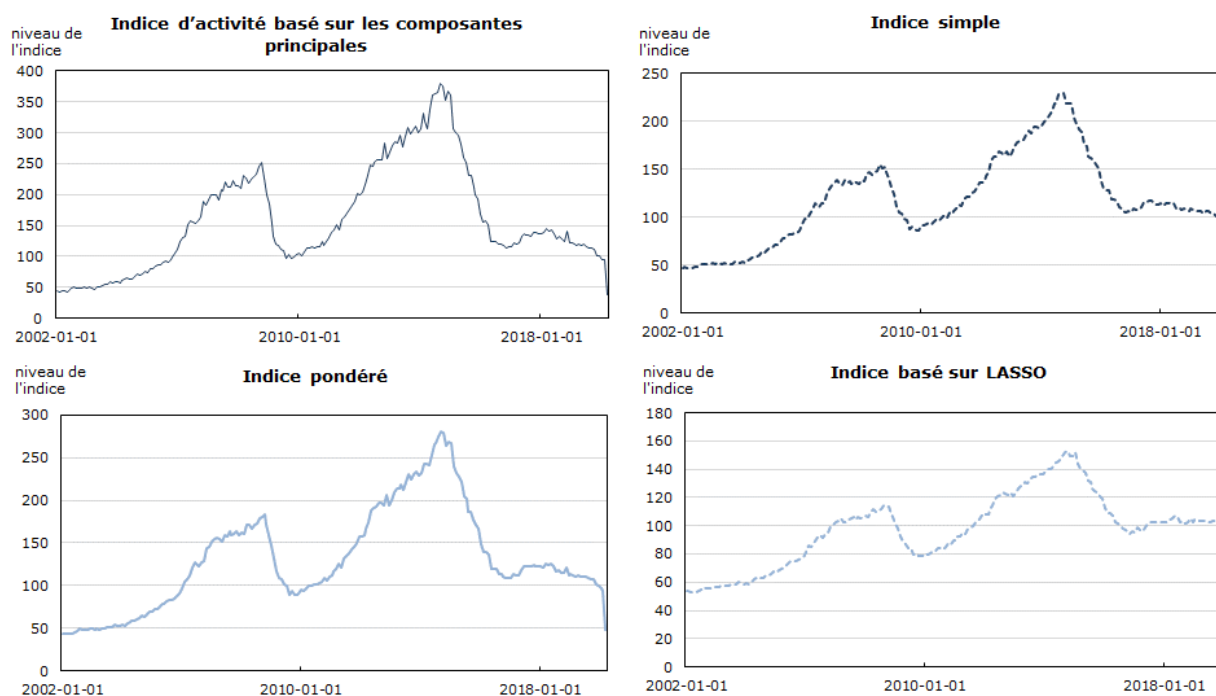 Indice d’activité basé sur les composantes
principales
niveau de
l'indice
400
350
300
250
200
150
100
50
0
2002-01-01 2010-01-01 2018-01-01
Indice simple
niveau de
l'indice
250
200
150
100
50
0
2002-01-01 2010-01-01 2018-01-01
Indice pondéré
niveau de
l'indice
300
250
200
150
100
50
0
2002-01-01 2010-01-01 2018-01-01
Indice basé sur LASSO
niveau de
l'indice
180
160
140
120
100
80
60
40
20
0
2002-01-01 2010-01-01 2018-01-01